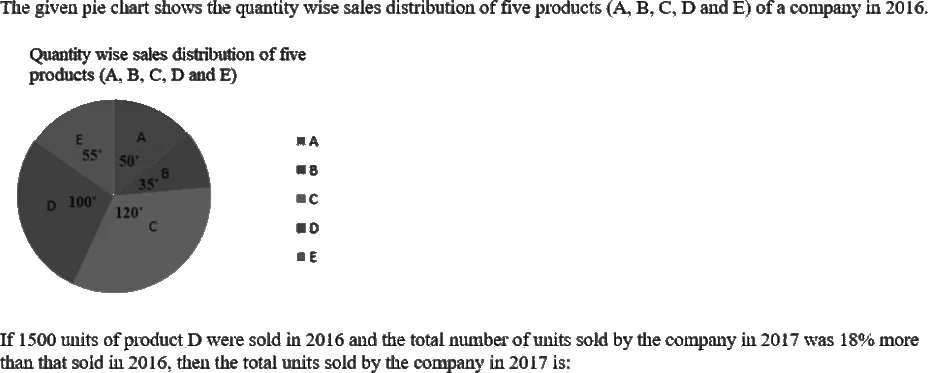 The given pie chart shows the quantity wise sales distribution of five products (A, B, C, D and E) of a company in 2016.
Quantity wise sales distribution of five
products (A, B, C, D and E)
E
A
55°
50°
B
35°
D 100°
120°
C
A
B
C
D
E
If 1500 units of product D were sold in 2016 and the total number of units sold by the company in 2017 was 18% more
than that sold in 2016, then the total units sold by the company in 2017 is: